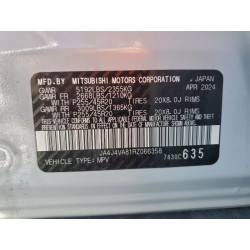 MFD.BY MITSUBISHI MOTORS CORPORATION JAPAN
GVWR 5192LBS/2355KG APR 2024
GAWR FR 2668LBS/1210KG
P255/45R20 TIRES 20X8.0J RIMS
GAWR RR 3009LBS/1365KG
P255/45R20 TIRES 20X8.0J RIMS
JA4J4VA81RZ066358
VEHICLE TYPE: MPV 7430C 635